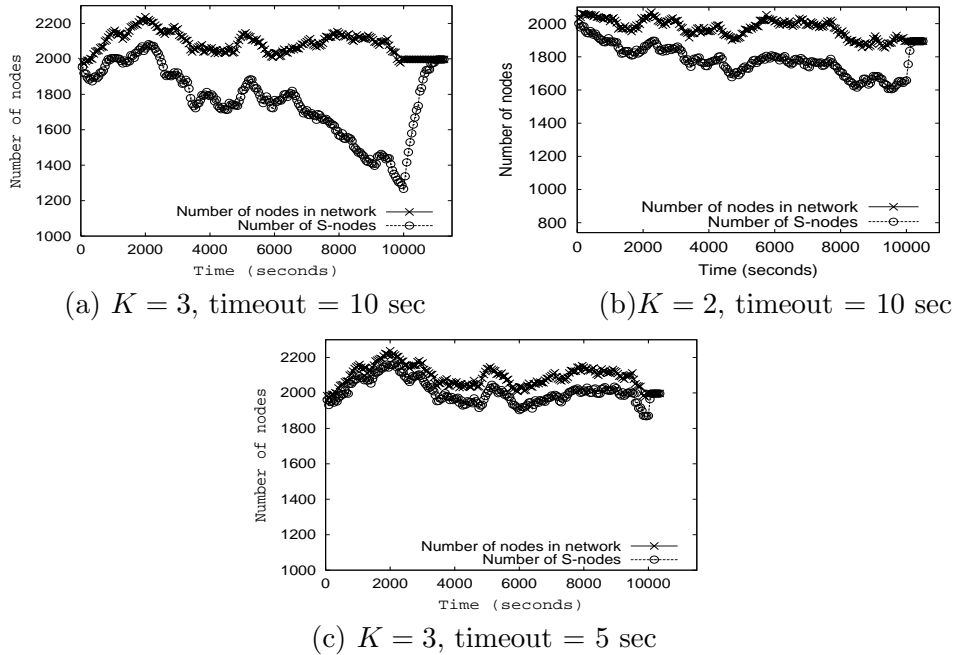 2200
2000
1800
1600
1400
1200
1000
Number of nodes
Number of nodes in network
Number of S-nodes
0 2000 4000 6000 8000 10000
Time (seconds)
(a) K = 3, timeout = 10 sec
2000
1800
1600
1400
1200
1000
800
Number of nodes
Number of nodes in network
Number of S-nodes
0 2000 4000 6000 8000 10000
Time (seconds)
(b)K = 2, timeout = 10 sec
2200
2000
1800
1600
1400
1200
1000
Number of nodes
Number of nodes in network
Number of S-nodes
0 2000 4000 6000 8000 10000
Time (seconds)
(c) K = 3, timeout = 5 sec